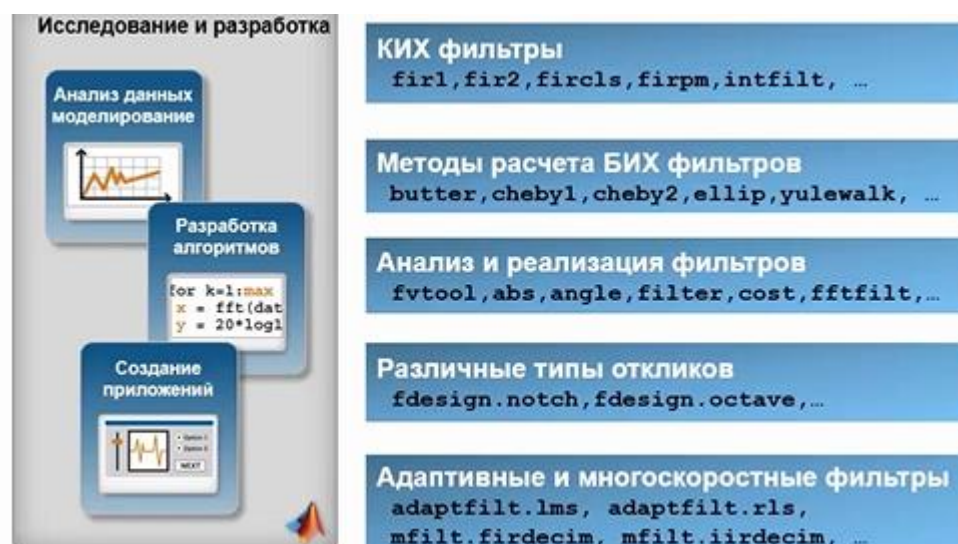 Исследование и разработка
Анализ данных
моделирование
Разработка
алгоритмов
for k=1:max
x = fft(dat
y = 20*log1
Создание
приложений
NEXT
КИХ фильтры
fir1,fir2,fircls,firpm,intfilt, …
Методы расчета БИХ фильтров
butter,cheby1,cheby2,ellip,yulewalk, …
Анализ и реализация фильтров
fvtool,abs,angle,filter,cost,fftfilt,…
Различные типы откликов
fdesign.notch,fdesign.octave,…
Адаптивные и многоскоростные фильтры
adaptfilt.lms, adaptfilt.rls,
mfilt.firdecim, mfilt.iirdecim, …